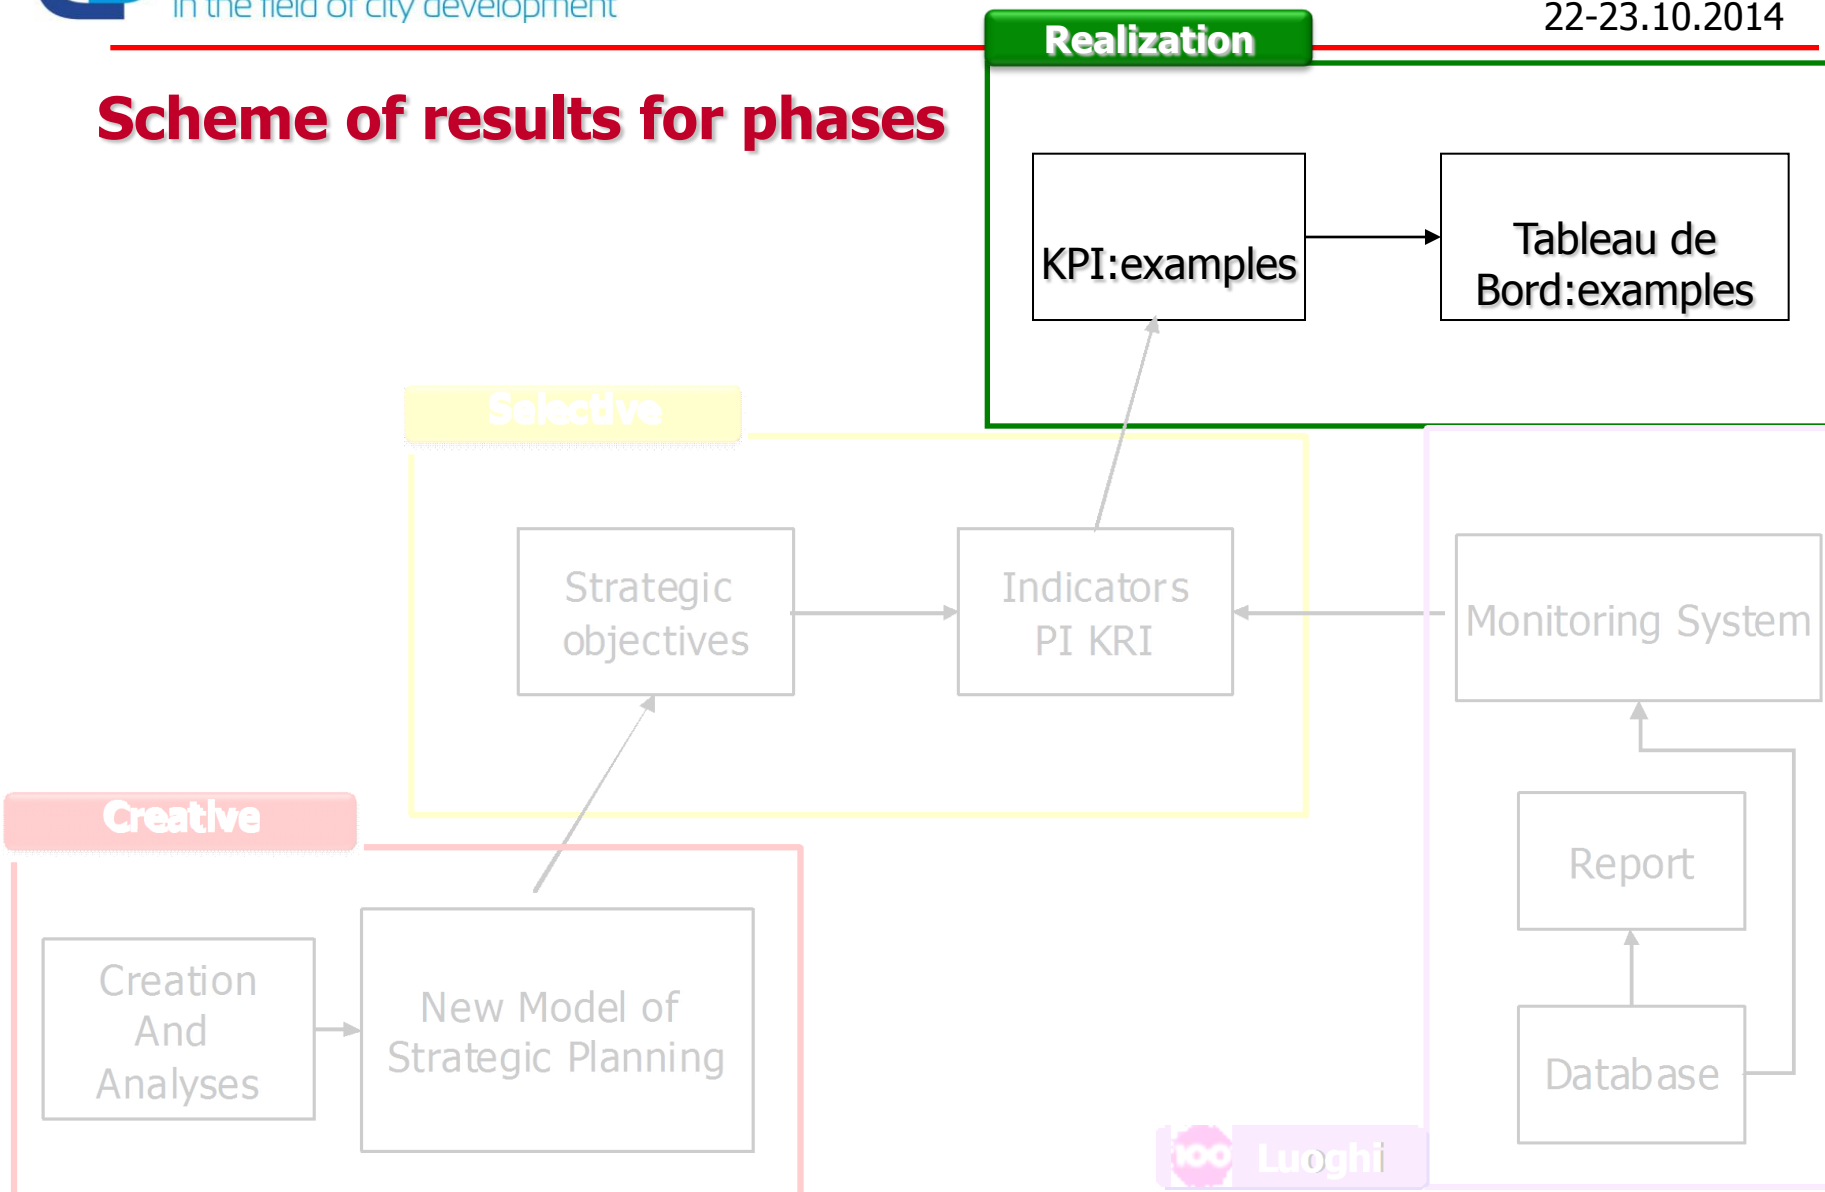 in the field of city development
22-23.10.2014
Realization
Scheme of results for phases
KPI:examples
Tableau de
Bord:examples
Selective
Strategic
objectives
Indicators
PI KRI
Monitoring System
Creative
Report
Creation
And
Analyses
New Model of
Strategic Planning
Database
100 Luoghi